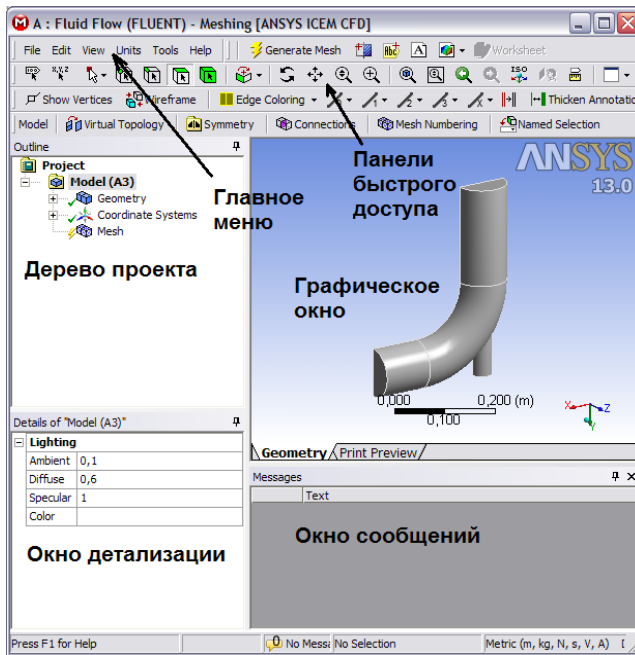 A : Fluid Flow (FLUENT) - Meshing [ANSYS ICEM CFD]
File Edit View Units Tools Help Generate Mesh A Worksheet
Show Vertices Wireframe Edge Coloring Thicken Annotatio
Model Virtual Topology Symmetry Connections Mesh Numbering Named Selection
Outline
Project
Model (A3)
Geometry
Coordinate Systems
Mesh
Главное
меню
Панели
быстрого
доступа
ANSYS
13.0
Дерево проекта
Графическое
окно
0,000 0,200 (m)
0,100
X Z
Y
Details of "Model (A3)"
Lighting
Ambient 0,1
Diffuse 0,6
Specular 1
Color
Окно детализации
Geometry Print Preview
Messages
Text
Окно сообщений
Press F1 for Help 0 No Messa No Selection Metric (m, kg, N, s, V, A)